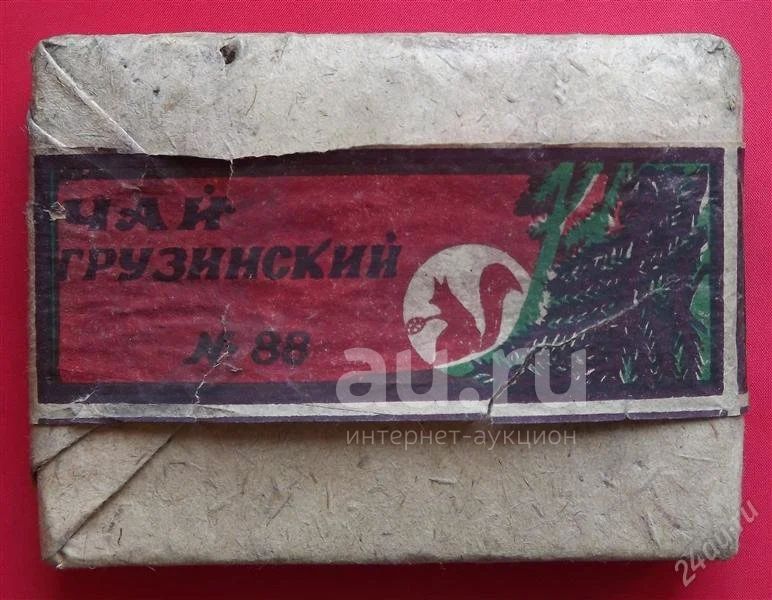 ЧАЙ
ГРУЗИНСКИЙ
№ 88
au.ru
интернет-аукцион
24au.ru